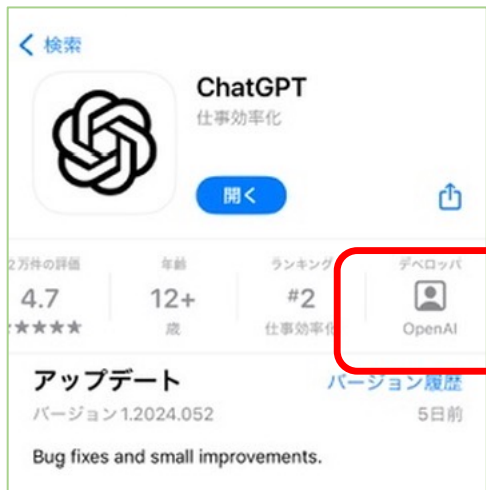 検索
ChatGPT
仕事効率化
開く
2万件の評価
4.7
★★★★★
年齢
12+
歳
ランキング
#2
仕事効率化
デベロッパ
OpenAI
アップデート
バージョン履歴
バージョン 1.2024.052
5日前
Bug fixes and small improvements.